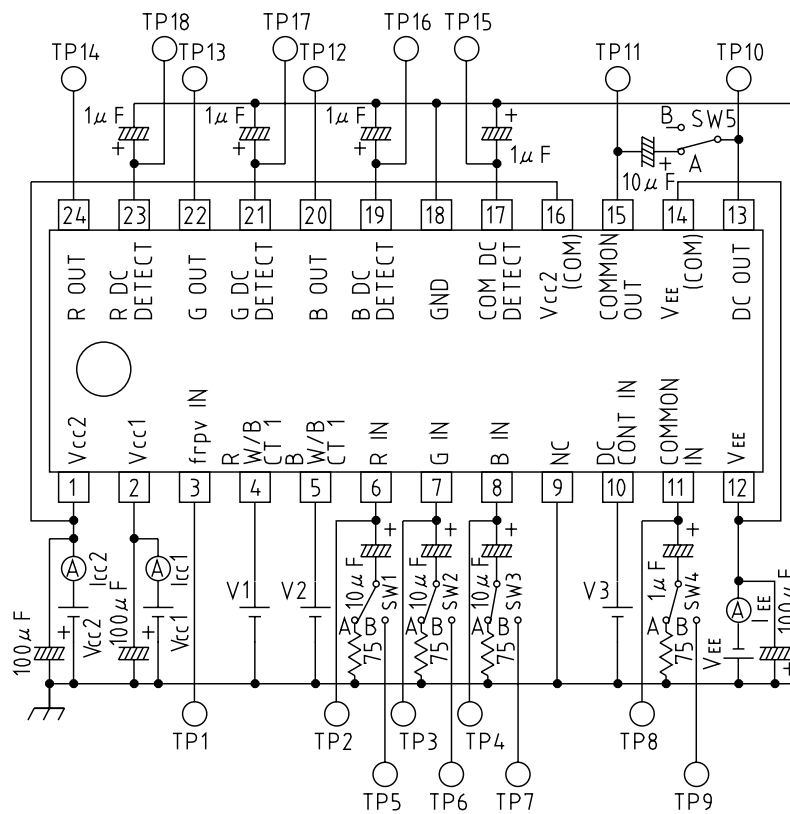 TP18 TP17 TP16 TP15
TP14 TP13 TP12 TP11 TP10
1μF 1μF 1μF + B SW5
+ + + 1μF + A
10μF
24 23 22 21 20 19 18 17 16 15 14 13
R OUT
R DC
DETECT
G OUT
G DC
DETECT
B OUT
B DC
DETECT
GND
COM DC
DETECT
Vcc2
(COM)
COMMON
OUT
VEE
(COM)
DC OUT
Vcc2
Vcc1
frpv IN
R
W/B
CT 1
B
W/B
CT 1
R IN
G IN
B IN
NC
DC
CONT IN
COMMON
IN
VEE
1 2 3 4 5 6 7 8 9 10 11 12
+ + + +
A Icc2 A Icc1 10μF 10μF 10μF 1μF A IEE
V1 V2 SW1 SW2 SW3 V3 SW4
100μF + Vcc2 100μF + Vcc1 A B 75 A B 75 A B 75 A B 75 VEE 100μF +
TP1 TP2 TP3 TP4 TP8
TP5 TP6 TP7 TP9